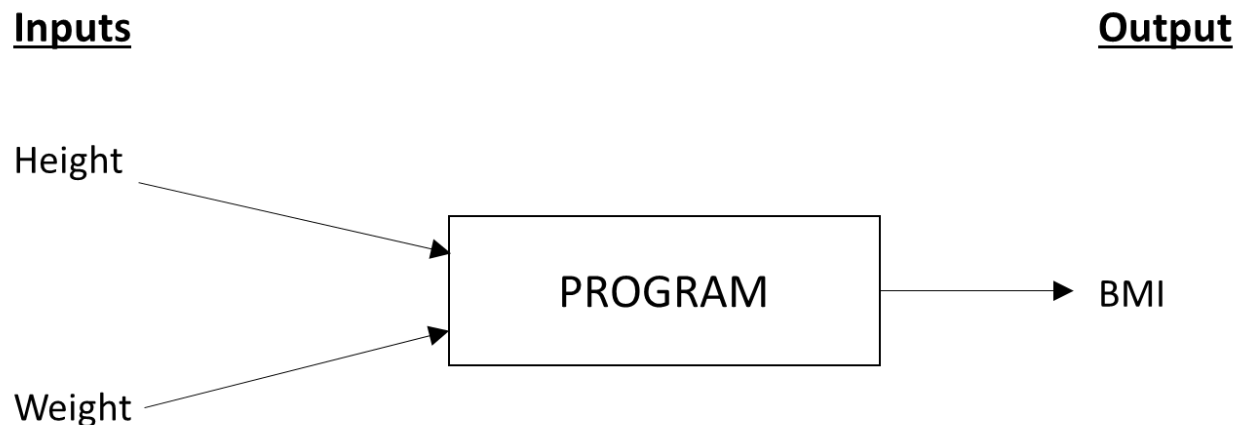 Inputs
Output
Height
PROGRAM
BMI
Weight